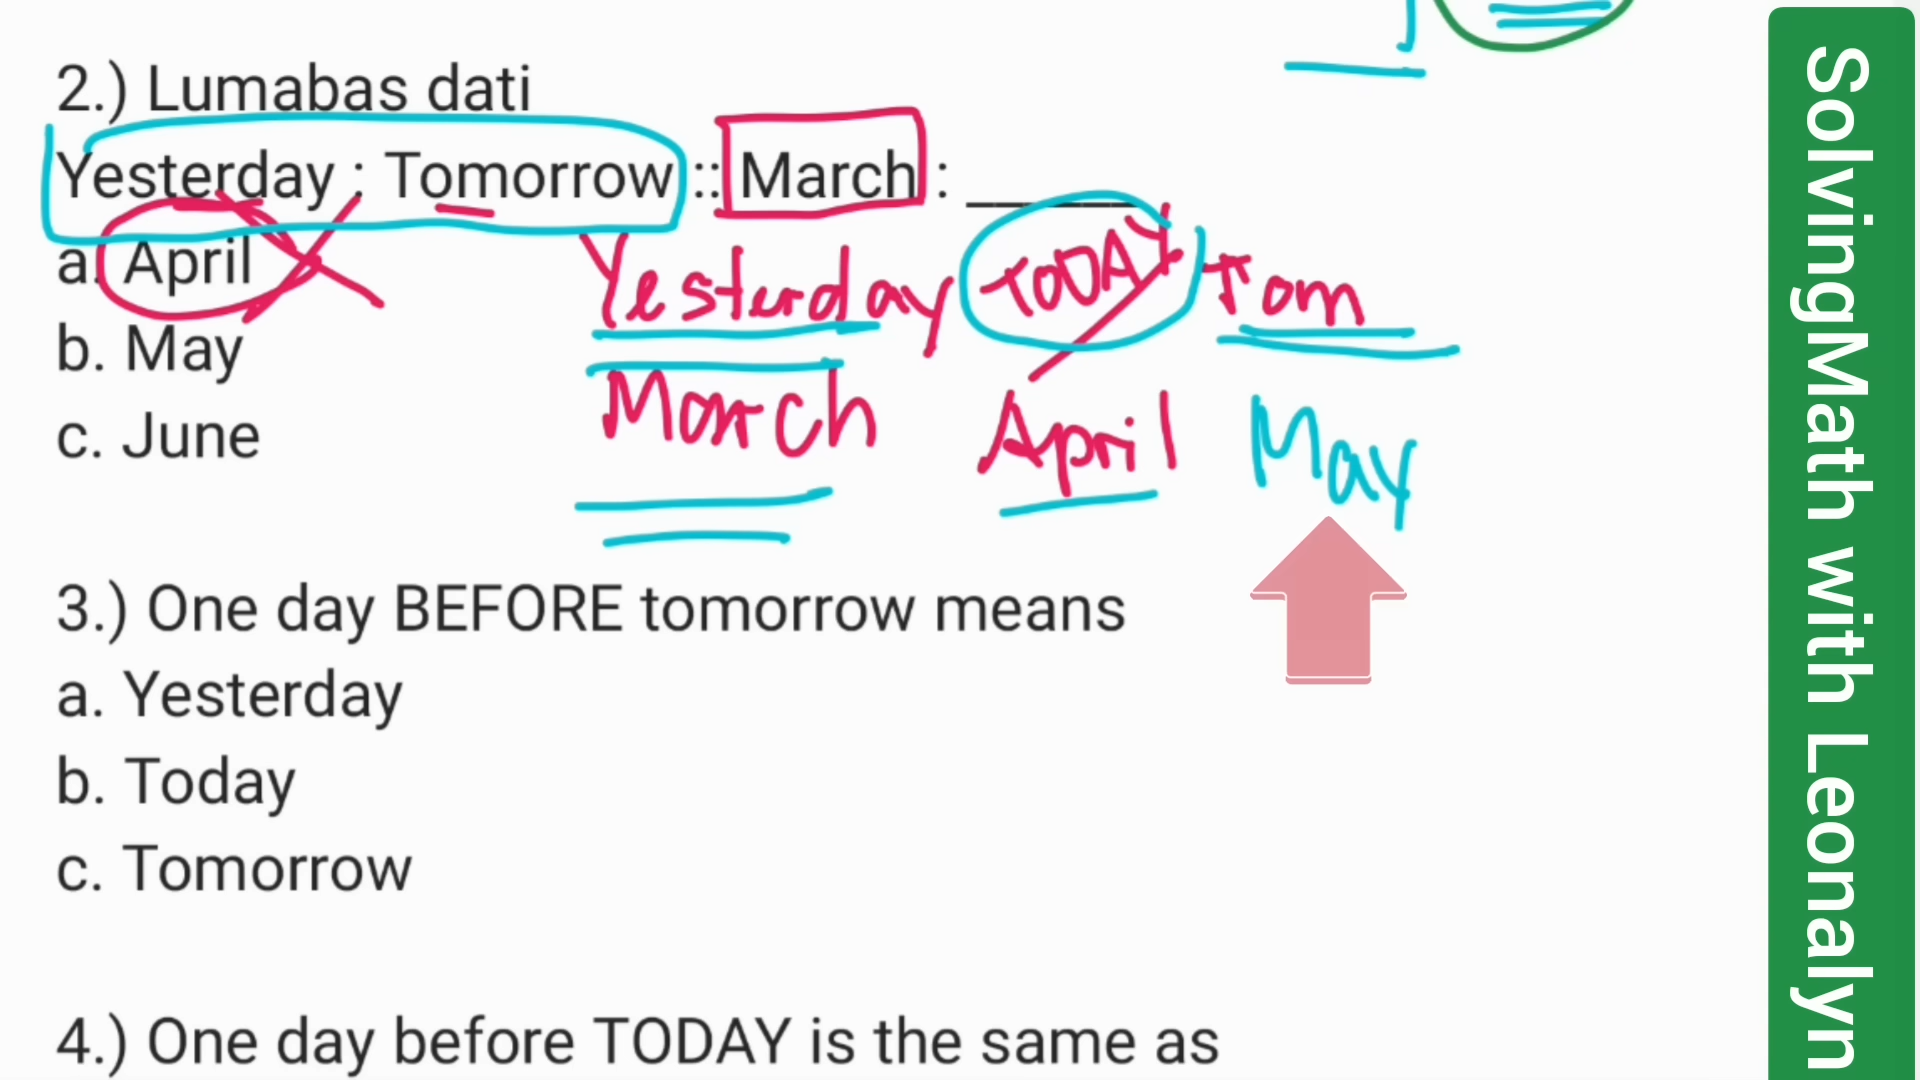 2.) Lumabas dati
Yesterday : Tomorrow :: March : ______
a. April
b. May
c. June
Yesterday TODAY Tom
March April May
3.) One day BEFORE tomorrow means
a. Yesterday
b. Today
c. Tomorrow
4.) One day before TODAY is the same as
SolvingMath with Leonalyn